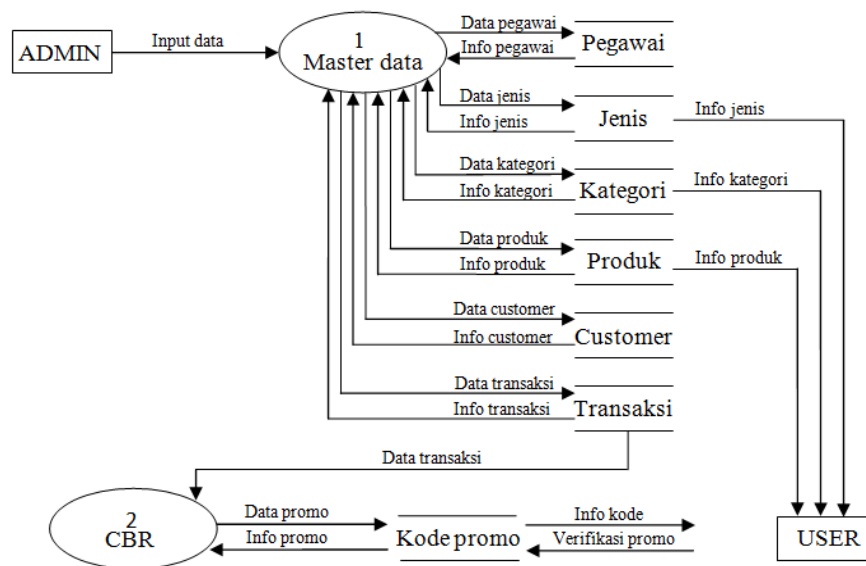 ADMIN
Input data
1
Master data
Data pegawai
Info pegawai
Pegawai
Data jenis
Info jenis
Jenis
Info jenis
Data kategori
Info kategori
Kategori
Info kategori
Data produk
Info produk
Produk
Info produk
Data customer
Info customer
Customer
Data transaksi
Info transaksi
Transaksi
Data transaksi
2
CBR
Data promo
Info promo
Kode promo
Info kode
Verifikasi promo
USER